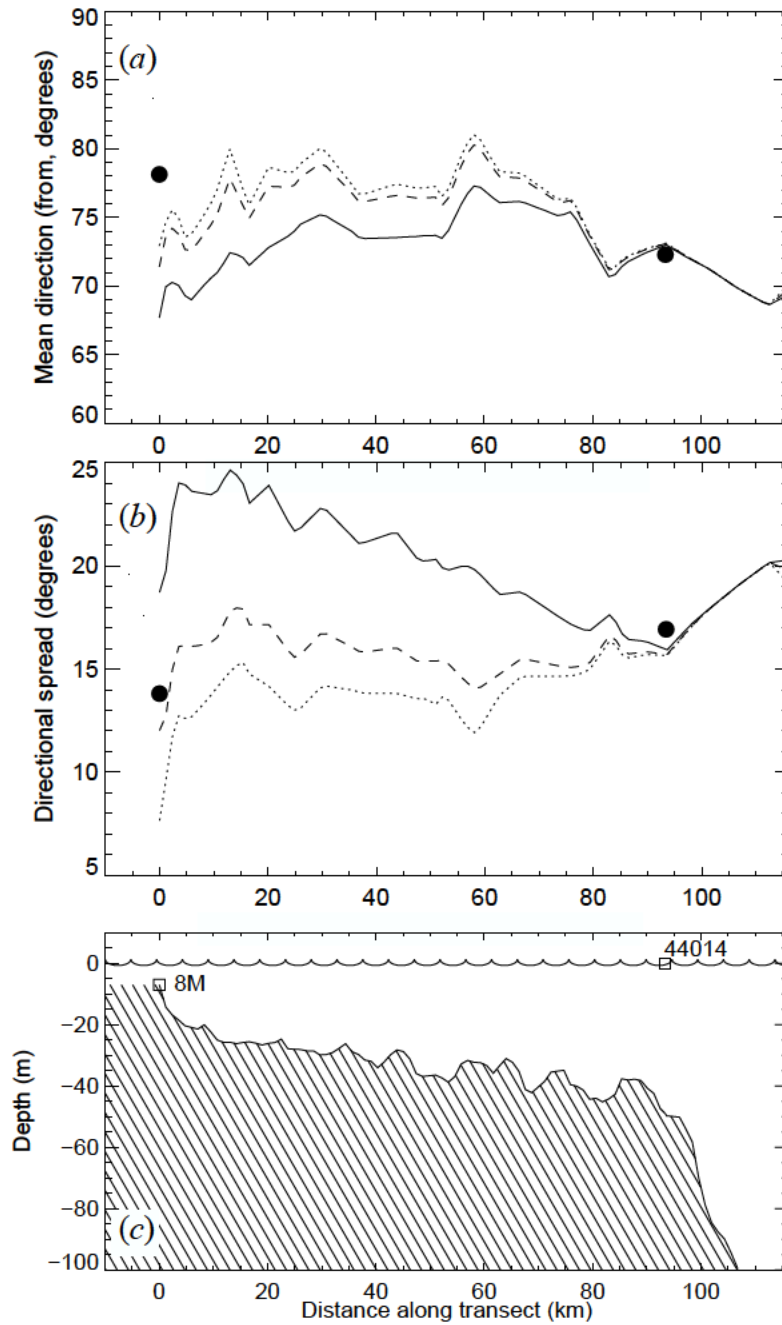 (a)
90
85
80
75
70
65
60
Mean direction (from, degrees)
0 20 40 60 80 100
(b)
25
20
15
10
5
Directional spread (degrees)
0 20 40 60 80 100
44014
8M
0
−20
−40
−60
−80
−100
Depth (m)
(c)
0 20 40 60 80 100
Distance along transect (km)